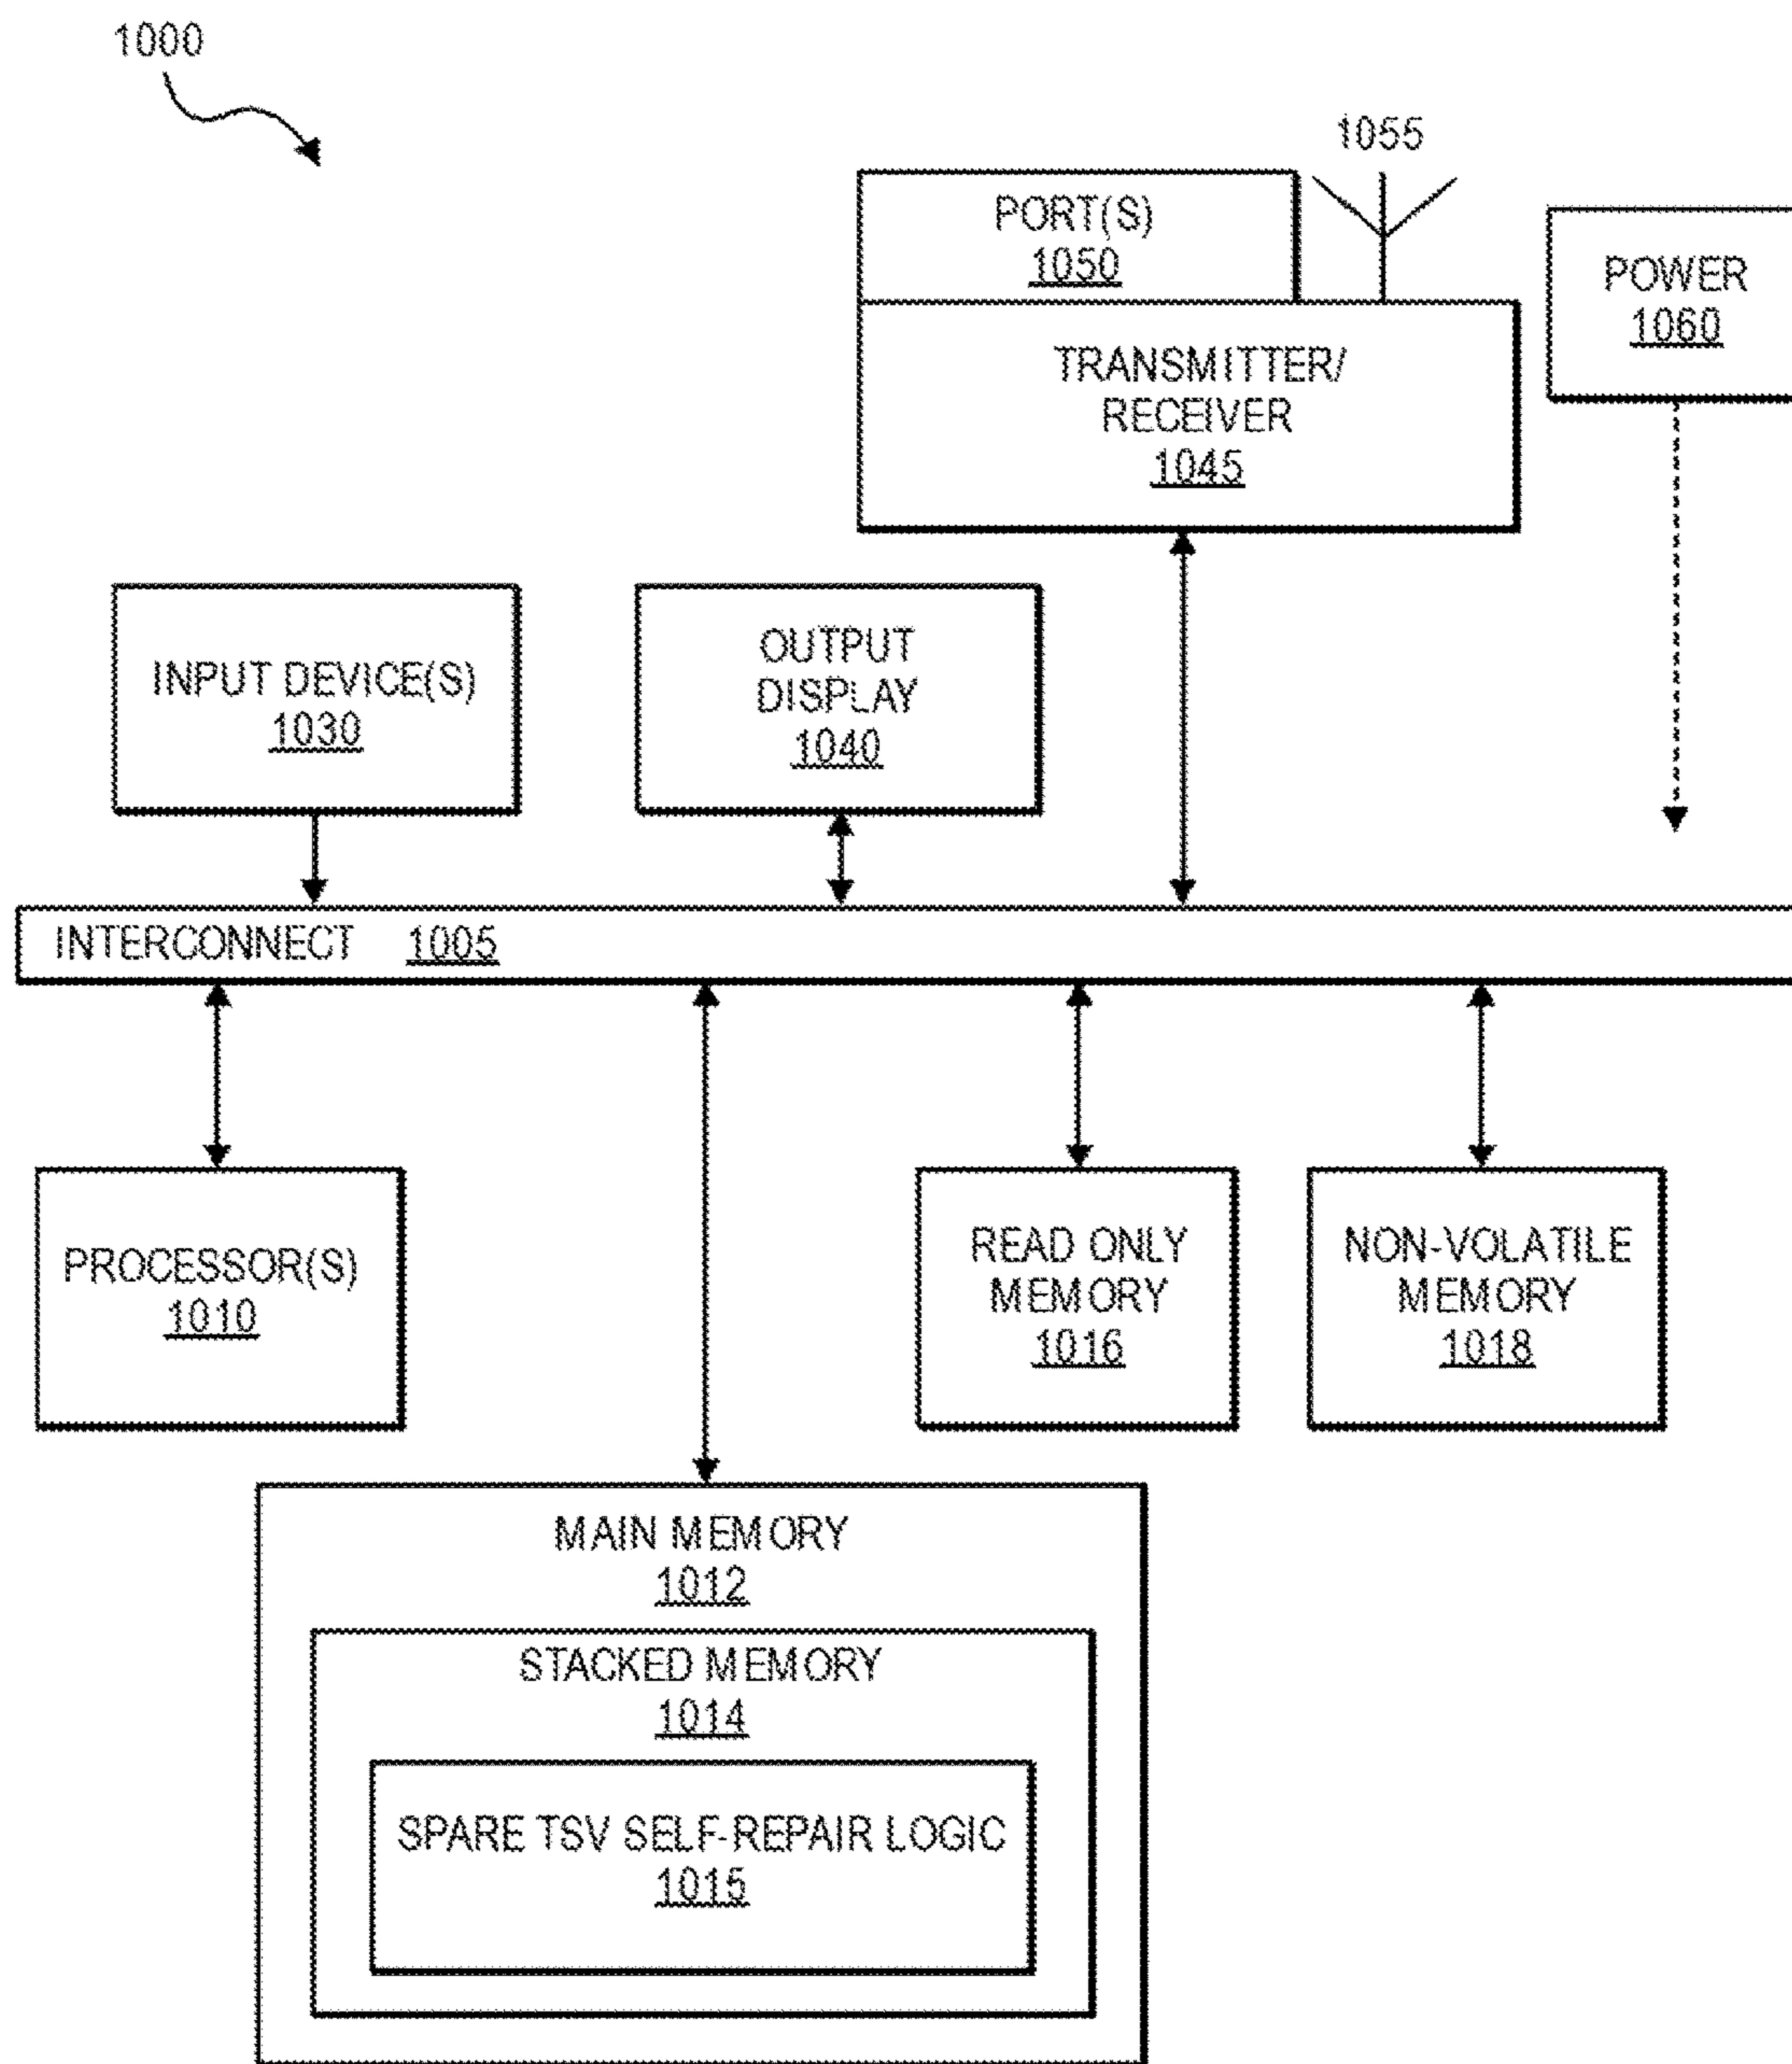 1000
1055
PORT(S)
1050
POWER
1060
TRANSMITTER/
RECEIVER
1045
INPUT DEVICE(S)
1030
OUTPUT
DISPLAY
1040
INTERCONNECT 1005
PROCESSOR(S)
1010
READ ONLY
MEMORY
1016
NON-VOLATILE
MEMORY
1018
MAIN MEMORY
1012
STACKED MEMORY
1014
SPARE TSV SELF-REPAIR LOGIC
1015